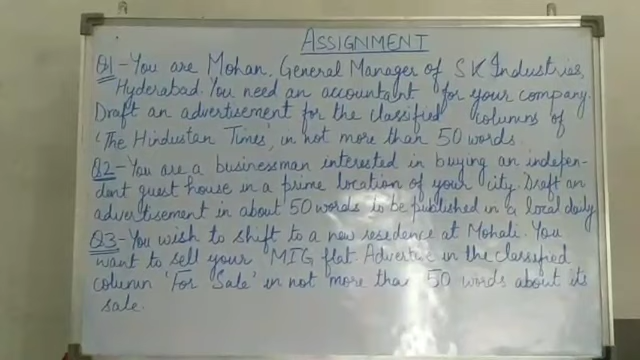 ASSIGNMENT
Q1- You are Mohan, General Manager of SK Industries,
Hyderabad. You need an accountant for your company.
Draft an advertisement for the classified columns of
'The Hindustan Times', in not more than 50 words.
Q2- You are a businessman interested in buying an indepen-
dent guest house in a prime location of your city. Draft an
advertisement in about 50 words to be published in a local daily
Q3- You wish to shift to a new residence at Mohali. You
want to sell your MIG flat. Advertise in the classified
column 'For Sale' in not more than 50 words about its
sale.